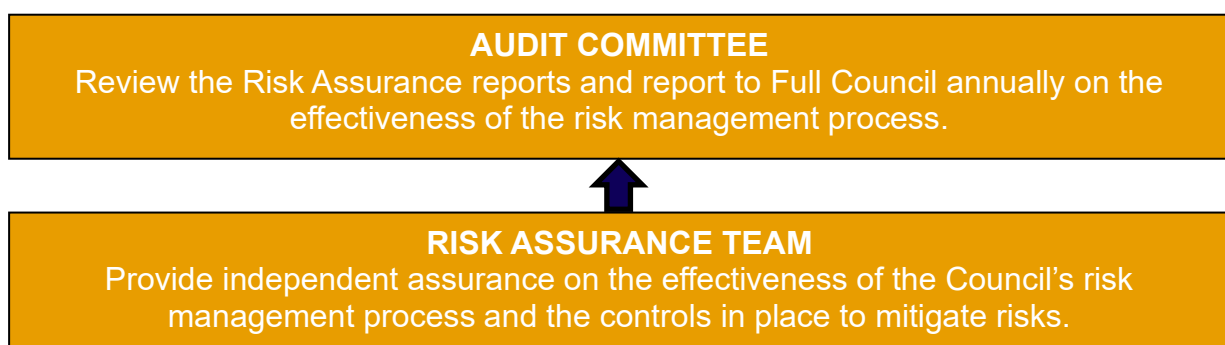 AUDIT COMMITTEE
Review the Risk Assurance reports and report to Full Council annually on the
effectiveness of the risk management process.
RISK ASSURANCE TEAM
Provide independent assurance on the effectiveness of the Council’s risk
management process and the controls in place to mitigate risks.